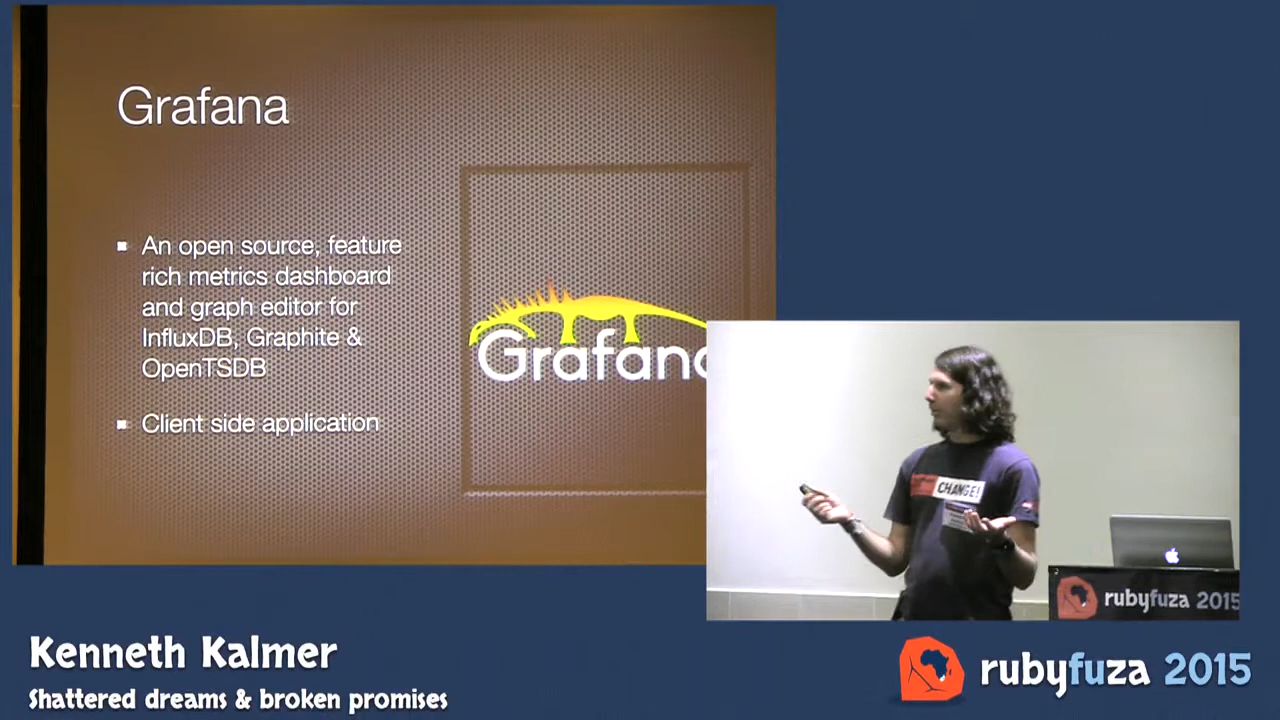 Grafana
An open source, feature
rich metrics dashboard
and graph editor for
InfluxDB, Graphite &
OpenTSDB
Client side application
Grafana
CHANGE!
rubyfuza 2015
Kenneth Kalmer
Shattered dreams & broken promises
rubyfuza 2015